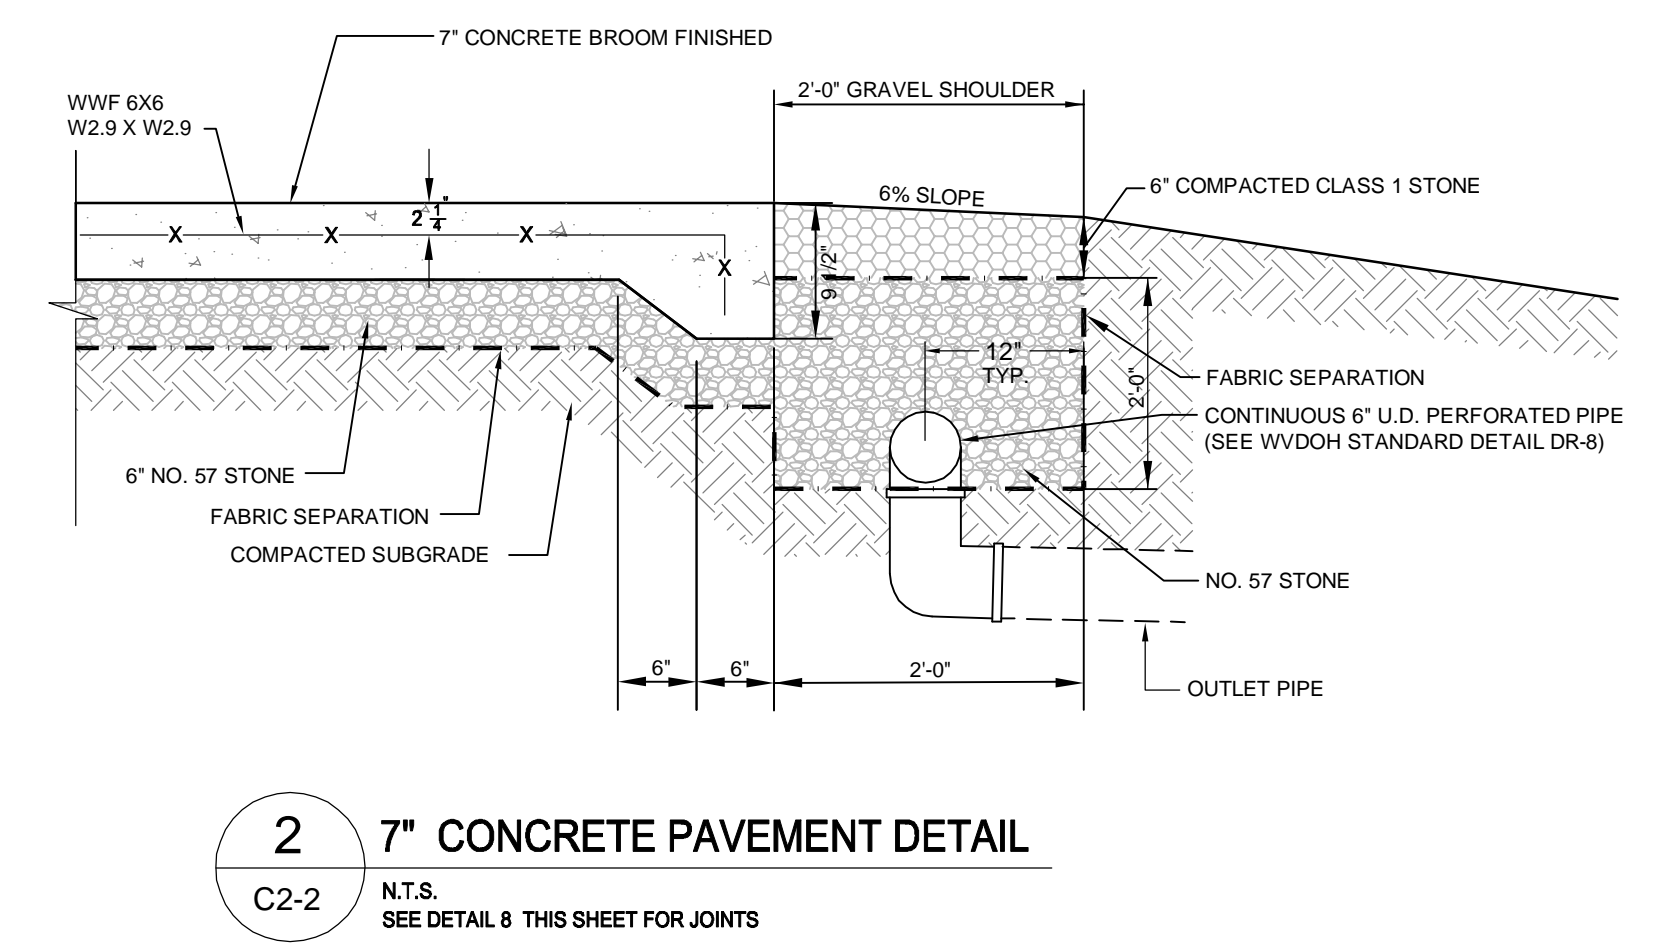 7" CONCRETE BROOM FINISHED
WWF 6X6
W2.9 X W2.9
2'-0" GRAVEL SHOULDER
6% SLOPE
6" COMPACTED CLASS 1 STONE
2 1/4"
X X X
X
9 1/2"
12"
TYP.
2'-0"
FABRIC SEPARATION
CONTINUOUS 6" U.D. PERFORATED PIPE
(SEE WVDOH STANDARD DETAIL DR-8)
6" NO. 57 STONE
FABRIC SEPARATION
COMPACTED SUBGRADE
NO. 57 STONE
6" 6" 2'-0"
OUTLET PIPE
2
C2-2
7" CONCRETE PAVEMENT DETAIL
N.T.S.
SEE DETAIL 8 THIS SHEET FOR JOINTS